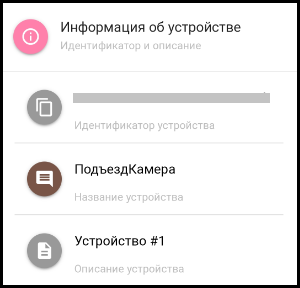 Информация об устройстве
Идентификатор и описание
Идентификатор устройства
ПодъездКамера
Название устройства
Устройство #1
Описание устройства